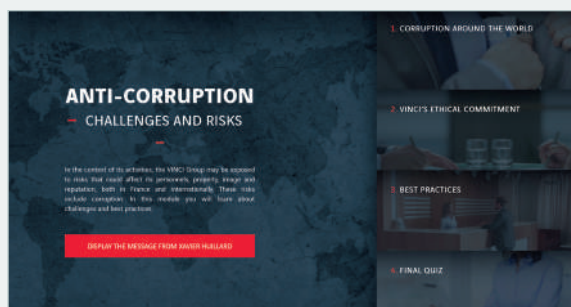 ANTI-CORRUPTION
CHALLENGES AND RISKS
In the context of its activities, the VINCI Group may be exposed
to risks that could affect its personnels, property, image and
reputation, both in France and internationally. These risks
include corruption. In this module you will learn about
challenges and best practices.
DISPLAY THE MESSAGE FROM XAVIER HUILLARD
1. CORRUPTION AROUND THE WORLD
2. VINCI'S ETHICAL COMMITMENT
3. BEST PRACTICES
4. FINAL QUIZ